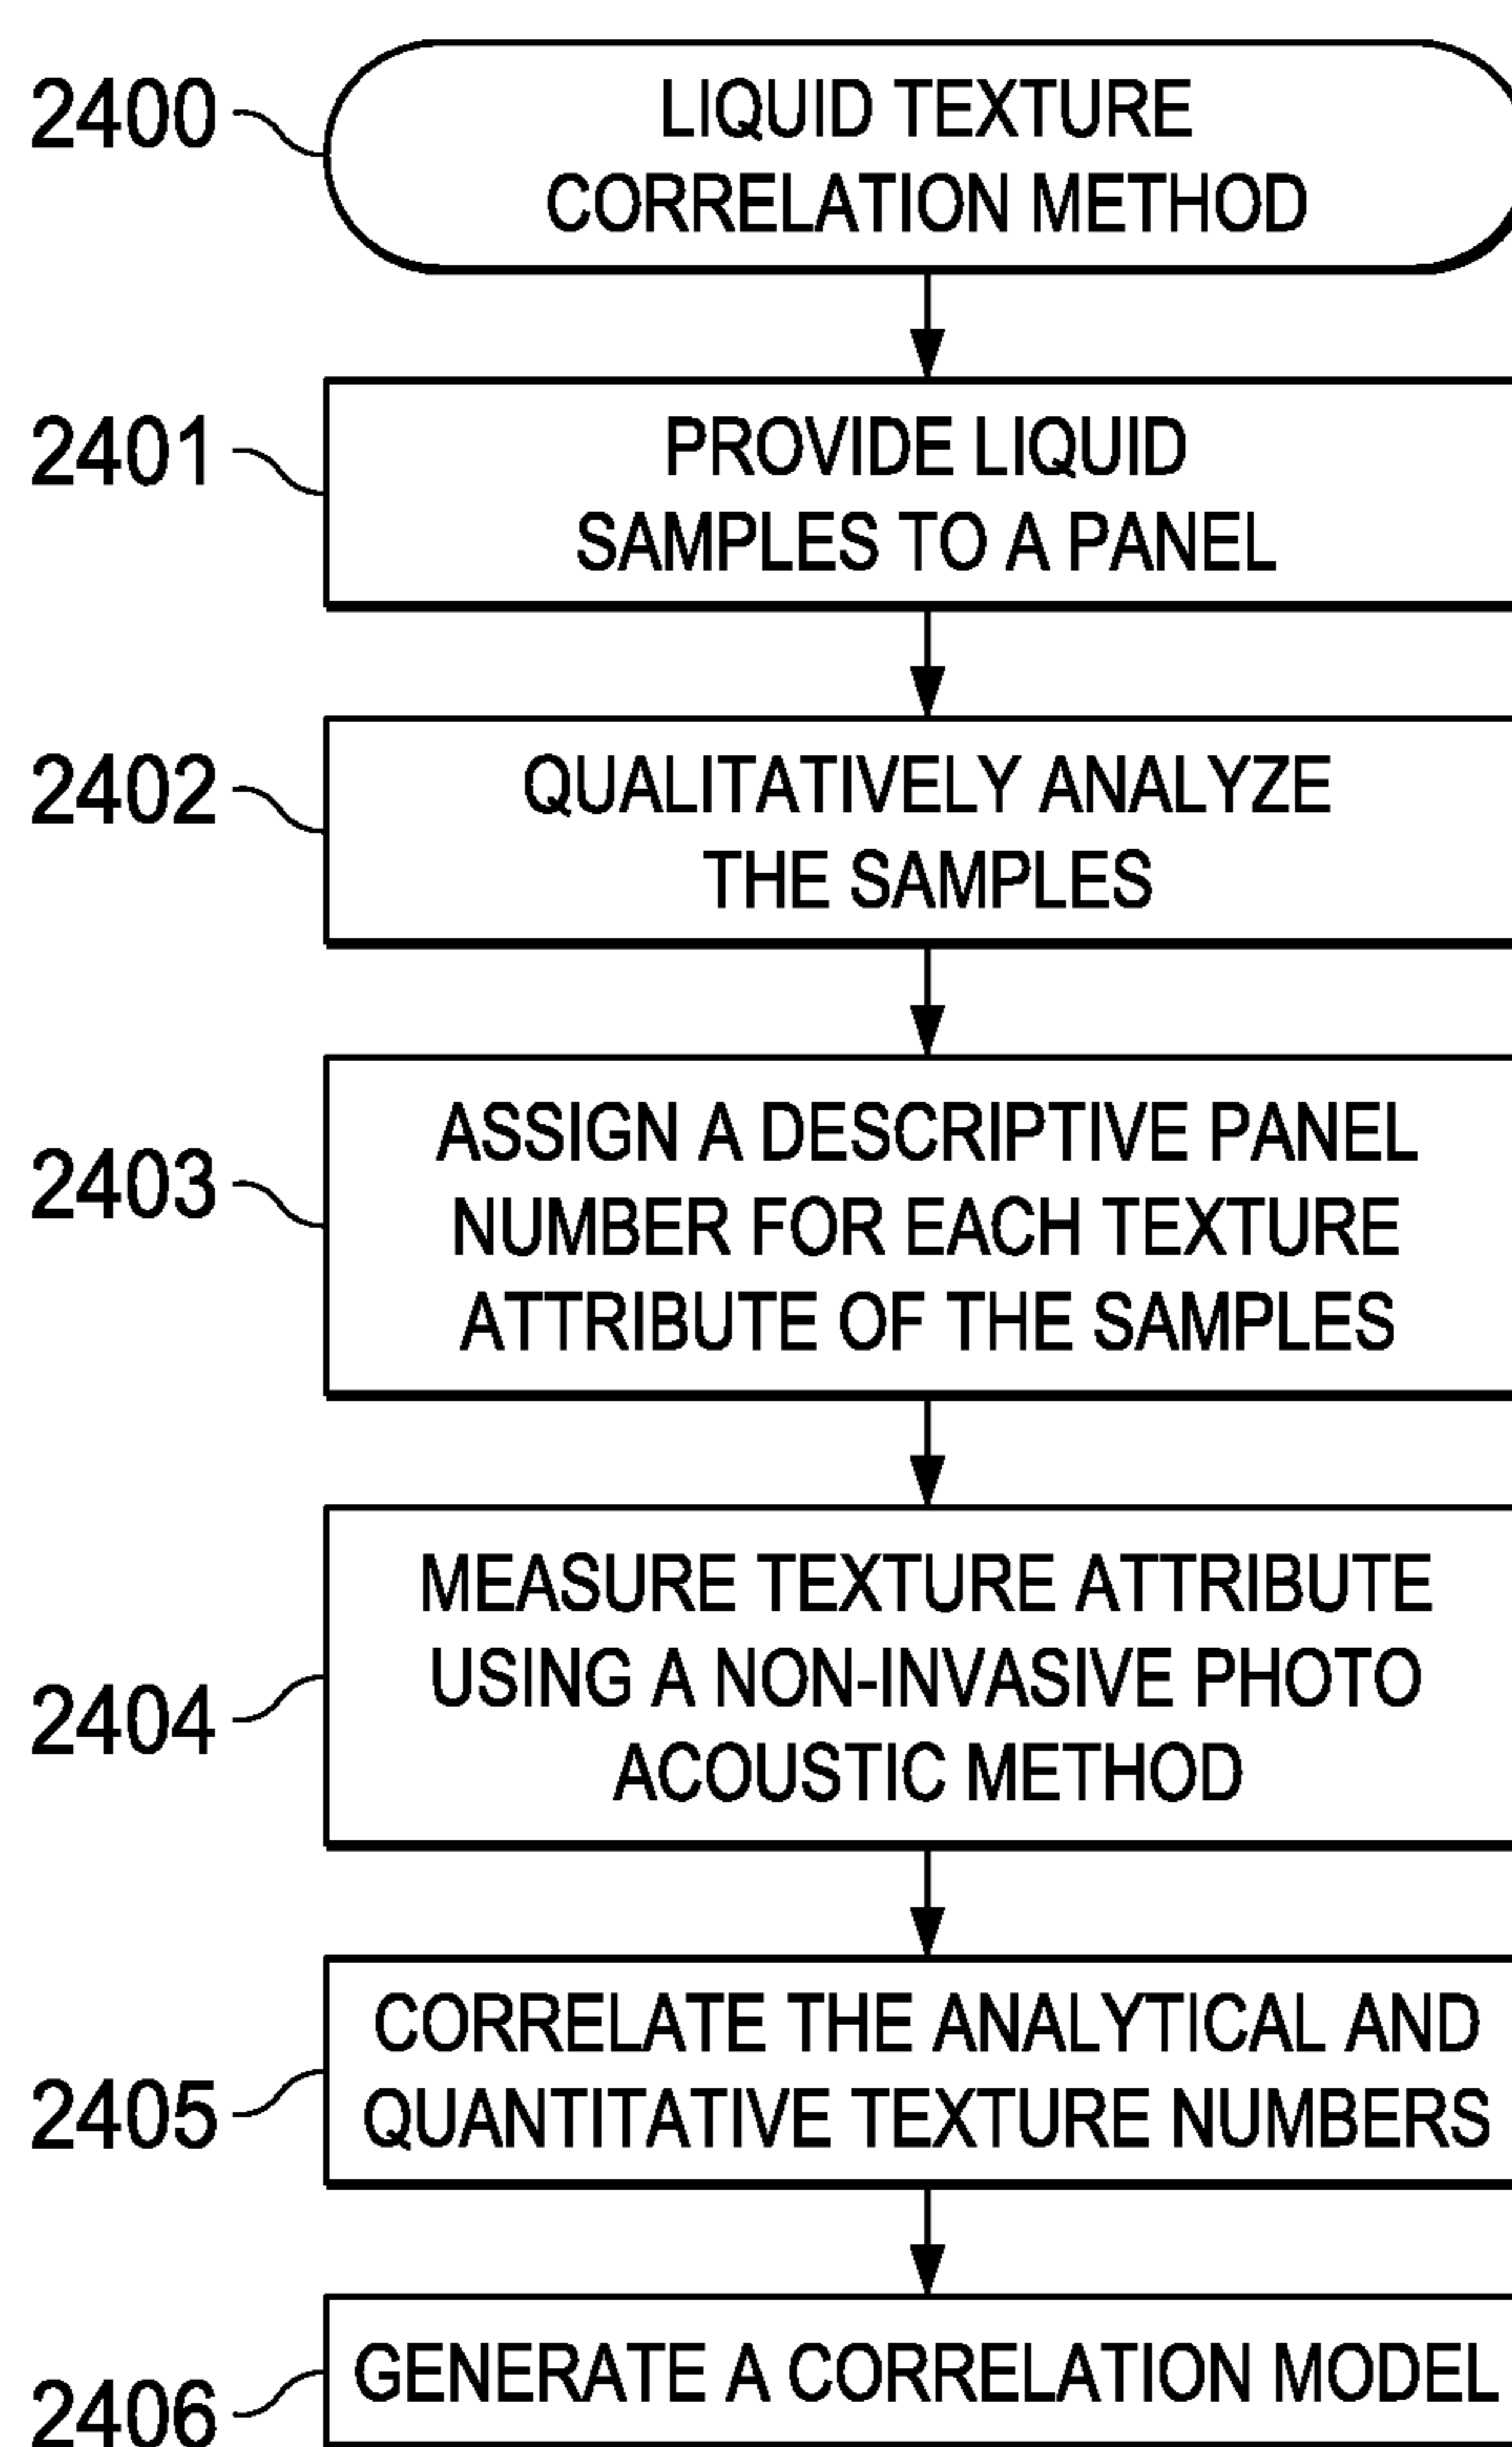 2400
LIQUID TEXTURE
CORRELATION METHOD
2401
PROVIDE LIQUID
SAMPLES TO A PANEL
2402
QUALITATIVELY ANALYZE
THE SAMPLES
2403
ASSIGN A DESCRIPTIVE PANEL
NUMBER FOR EACH TEXTURE
ATTRIBUTE OF THE SAMPLES
2404
MEASURE TEXTURE ATTRIBUTE
USING A NON-INVASIVE PHOTO
ACOUSTIC METHOD
2405
CORRELATE THE ANALYTICAL AND
QUANTITATIVE TEXTURE NUMBERS
2406
GENERATE A CORRELATION MODEL